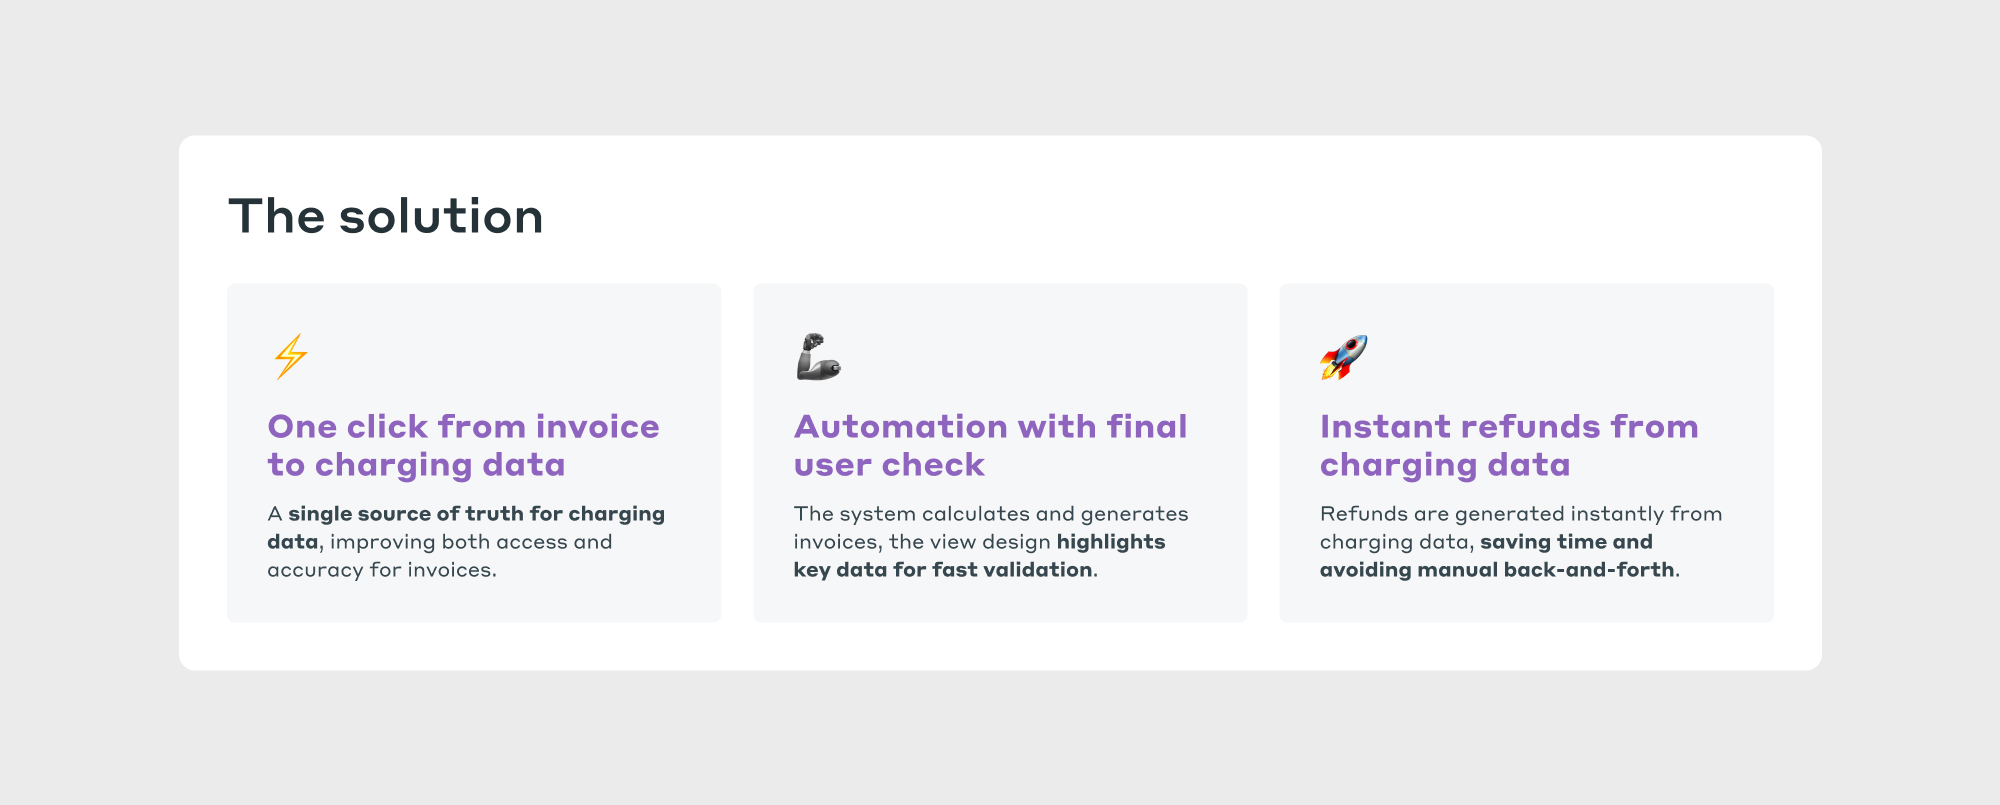 The solution
One click from invoice
to charging data
A single source of truth for charging
data, improving both access and
accuracy for invoices.
Automation with final
user check
The system calculates and generates
invoices, the view design highlights
key data for fast validation.
Instant refunds from
charging data
Refunds are generated instantly from
charging data, saving time and
avoiding manual back-and-forth.